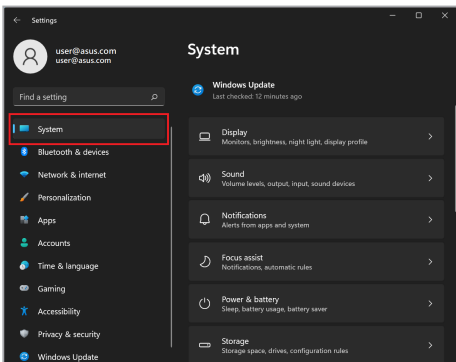 Settings
user@asus.com
user@asus.com
Find a setting
System
Bluetooth & devices
Network & internet
Personalization
Apps
Accounts
Time & language
Gaming
Accessibility
Privacy & security
Windows Update
System
Windows Update
Last checked: 12 minutes ago
Display
Monitors, brightness, night light, display profile
Sound
Volume levels, output, input, sound devices
Notifications
Alerts from apps and system
Focus assist
Notifications, automatic rules
Power & battery
Sleep, battery usage, battery saver
Storage
Storage space, drives, configuration rules